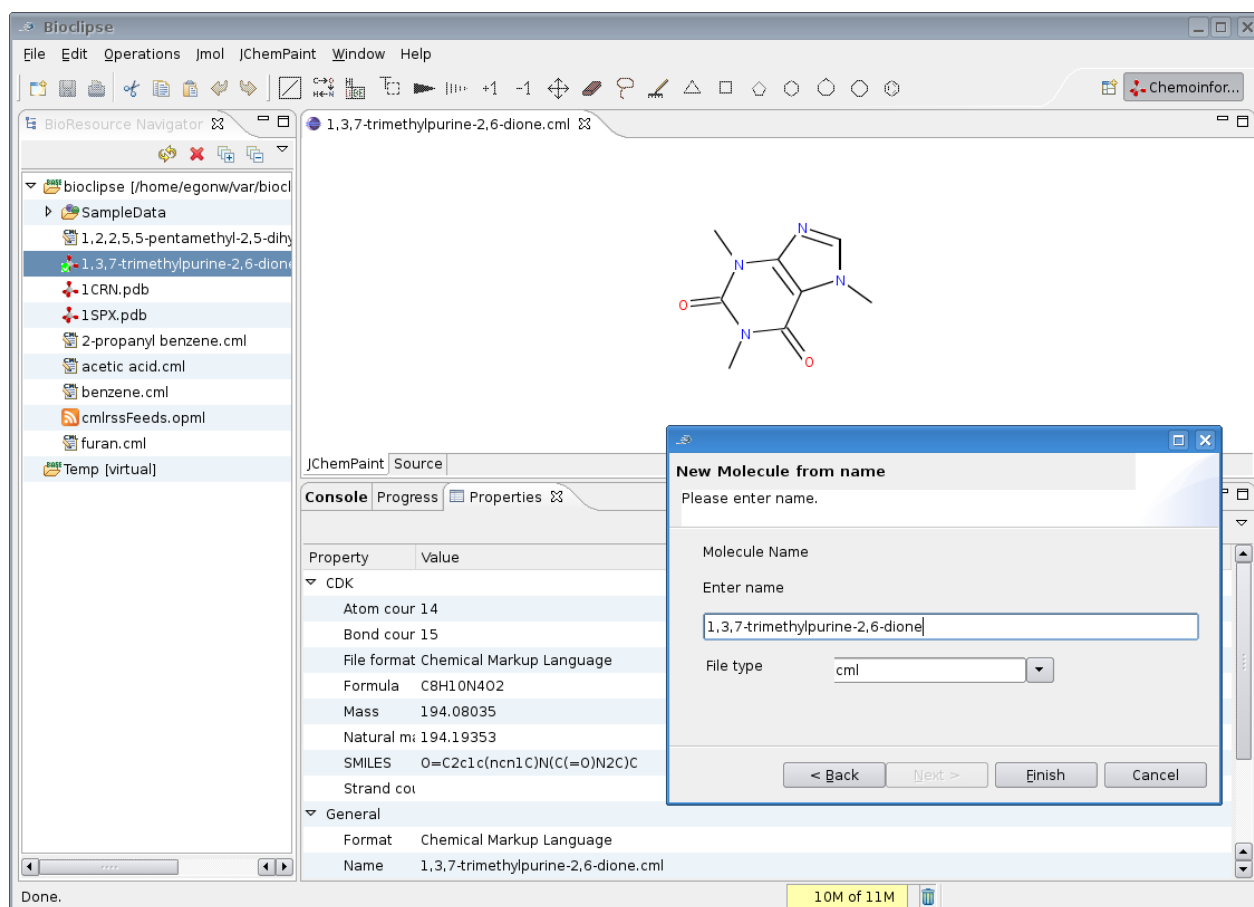 Bioclipse
File Edit Operations Jmol JChemPaint Window Help
+1 -1 Chemoinfor...
BioResource Navigator
1,3,7-trimethylpurine-2,6-dione.cml
bioclipse [/home/egonw/var/biocl
SampleData
1,2,2,5,5-pentamethyl-2,5-dihy
1,3,7-trimethylpurine-2,6-dione
1CRN.pdb
1SPX.pdb
2-propanyl benzene.cml
acetic acid.cml
benzene.cml
cmlrssFeeds.opml
furan.cml
Temp [virtual]
N
N
N
O
N
O
JChemPaint Source
Console Progress Properties
Property Value
CDK
Atom cour 14
Bond cour 15
File format Chemical Markup Language
Formula C8H10N4O2
Mass 194.08035
Natural ma 194.19353
SMILES O=C2c1c(ncn1C)N(C(=O)N2C)C
Strand cou
General
Format Chemical Markup Language
Name 1,3,7-trimethylpurine-2,6-dione.cml
New Molecule from name
Please enter name.
Molecule Name
Enter name
1,3,7-trimethylpurine-2,6-dione
File type cml
< Back Next > Finish Cancel
Done.
10M of 11M